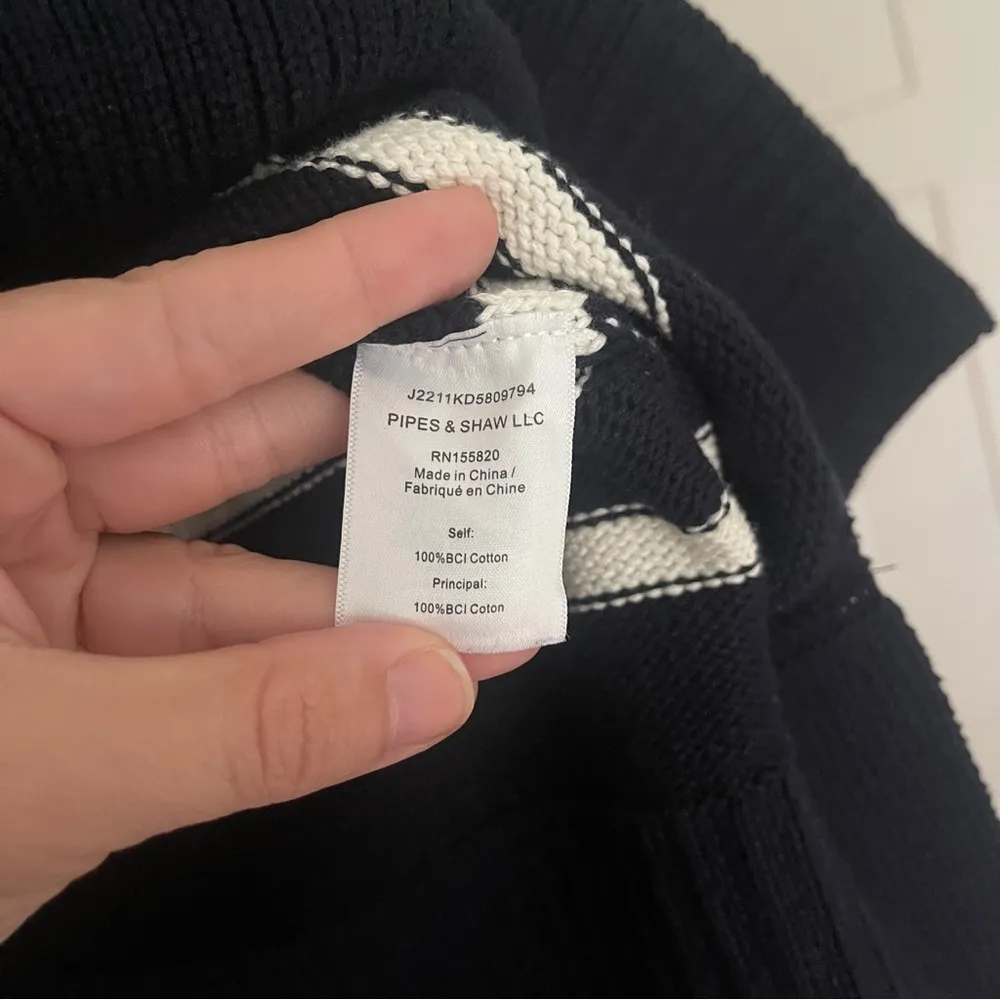 J2211KD5809794
PIPES & SHAW LLC
RN155820
Made in China /
Fabriqué en Chine
Self:
100%BCI Cotton
Principal:
100%BCI Coton